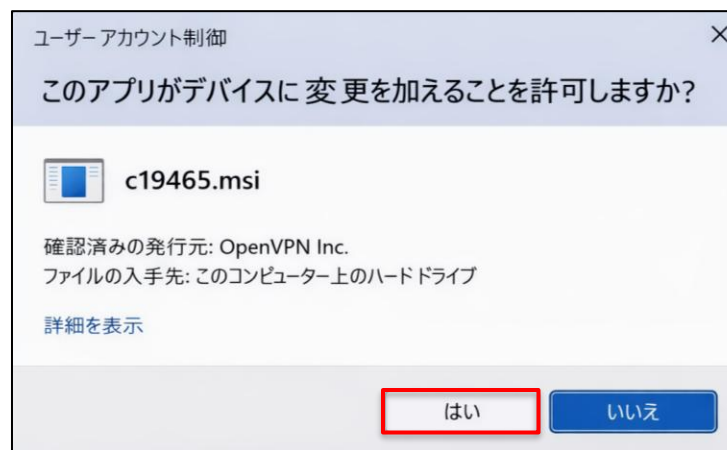 ユーザー アカウント制御
このアプリがデバイスに変更を加えることを許可しますか?
c19465.msi
確認済みの発行元: OpenVPN Inc.
ファイルの入手先: このコンピューター上のハード ドライブ
詳細を表示
はい
いいえ